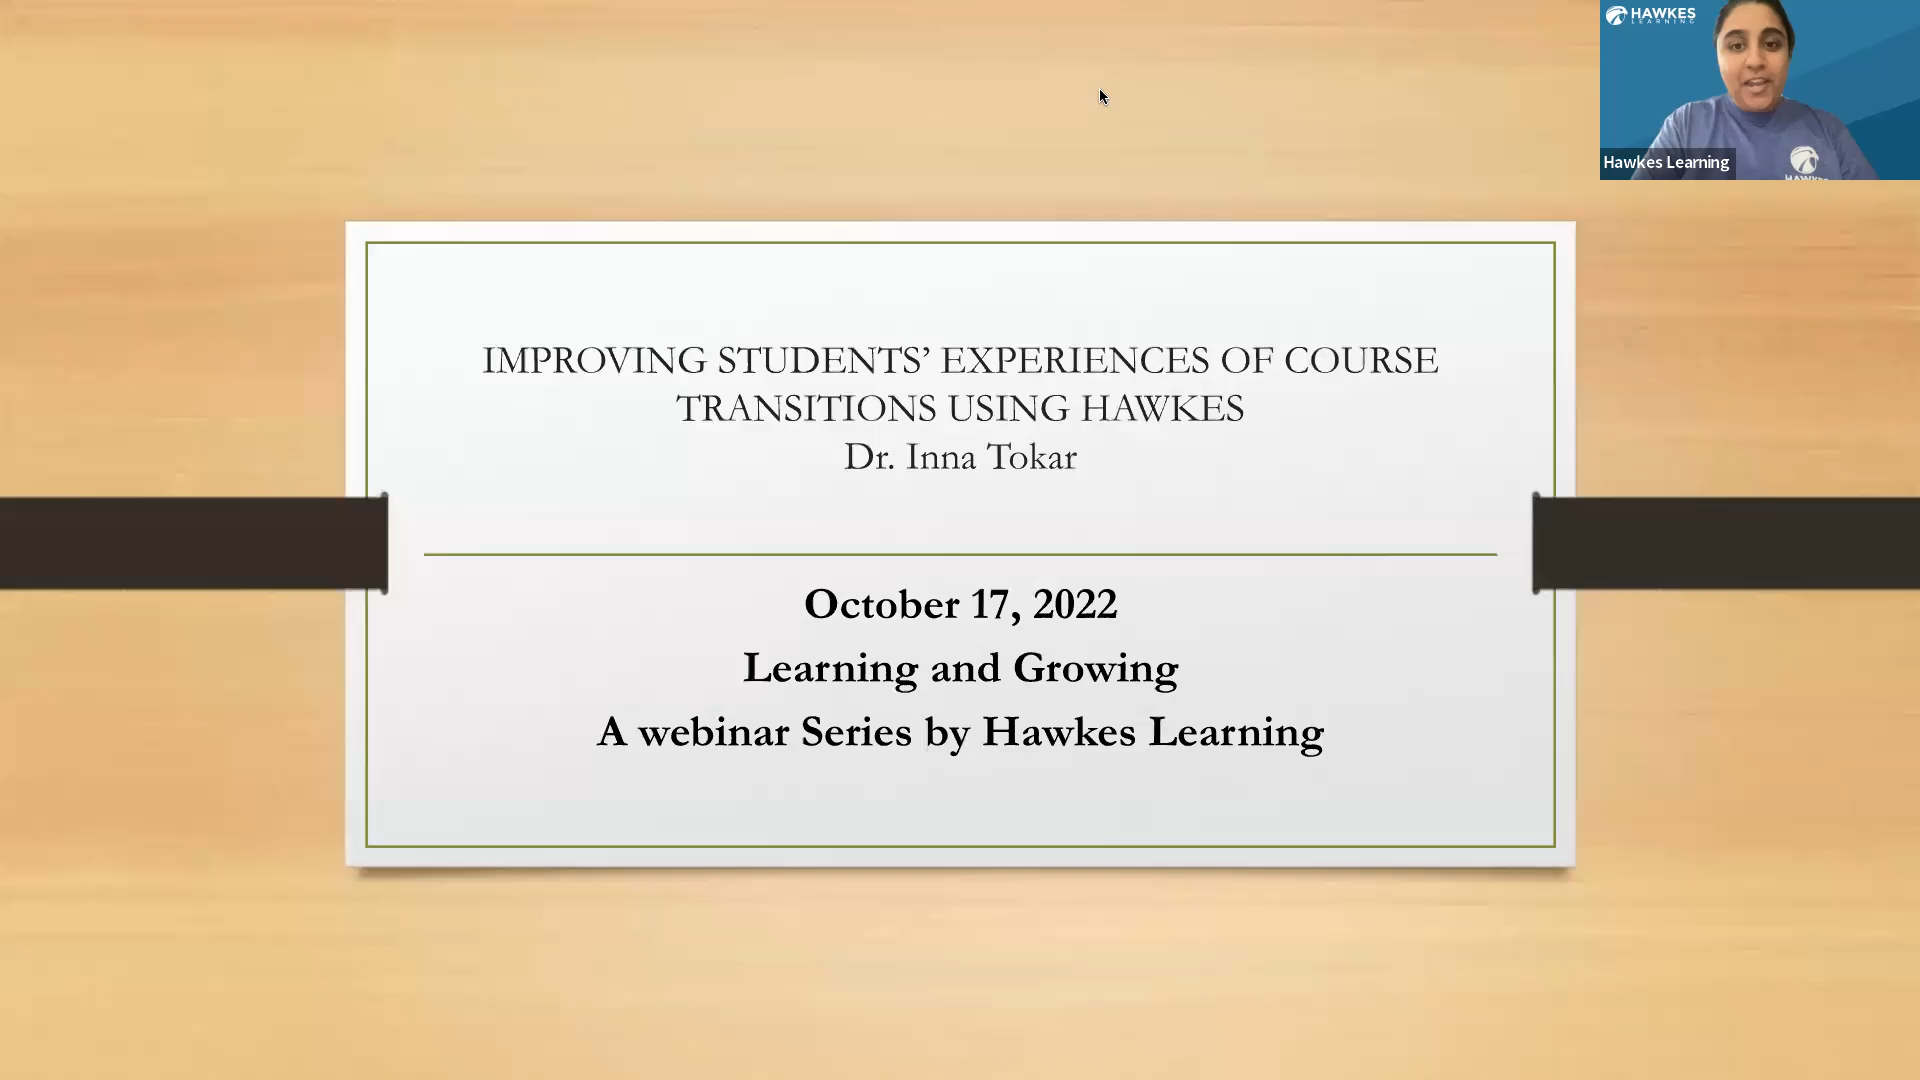 HAWKES
LEARNING
Hawkes Learning
HAWKES
IMPROVING STUDENTS’ EXPERIENCES OF COURSE
TRANSITIONS USING HAWKES
Dr. Inna Tokar
October 17, 2022
Learning and Growing
A webinar Series by Hawkes Learning